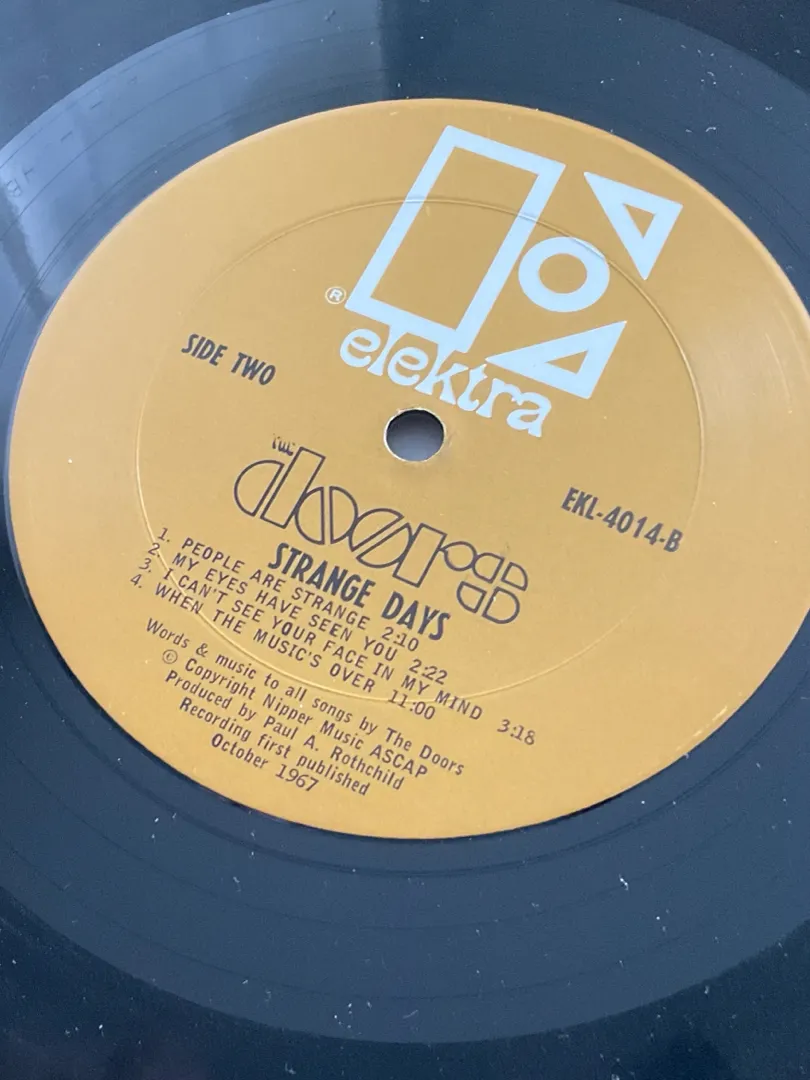 ®
elektra
SIDE TWO
EKL-4014-B
THE
doors
STRANGE DAYS
1. PEOPLE ARE STRANGE 2:10
2. MY EYES HAVE SEEN YOU 2:22
3. I CAN'T SEE YOUR FACE IN MY MIND 3:18
4. WHEN THE MUSIC'S OVER 11:00
Words & music to all songs by The Doors
© Copyright Nipper Music ASCAP
Produced by Paul A. Rothchild
Recording first published
October 1967